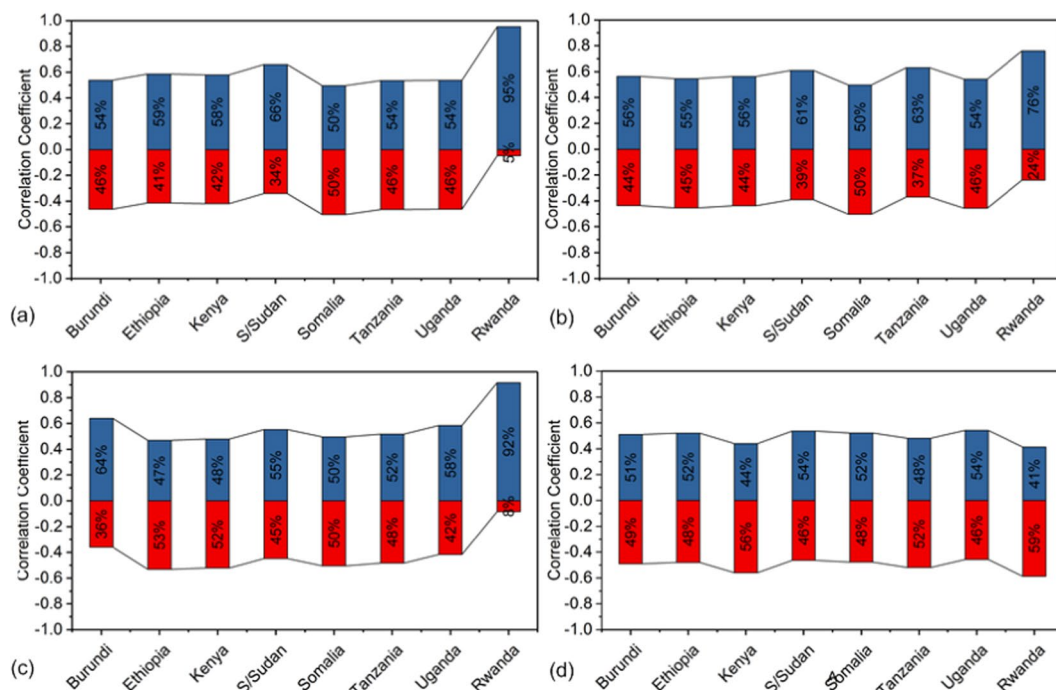 1.0 1.0
0.8 0.8
0.6 0.6
0.4 0.4
0.2 0.2
0.0 0.0
-0.2 -0.2
-0.4 -0.4
-0.6 -0.6
-0.8 -0.8
-1.0 -1.0
Correlation Coefficient
54% 59% 58% 66% 50% 54% 54% 95%
46% 41% 42% 34% 50% 46% 46% 5%
(a)
Burundi Ethiopia Kenya S/Sudan Somalia Tanzania Uganda Rwanda
Correlation Coefficient
56% 55% 56% 61% 50% 63% 54% 76%
44% 45% 44% 39% 50% 37% 46% 24%
(b)
Burundi Ethiopia Kenya S/Sudan Somalia Tanzania Uganda Rwanda
1.0 1.0
0.8 0.8
0.6 0.6
0.4 0.4
0.2 0.2
0.0 0.0
-0.2 -0.2
-0.4 -0.4
-0.6 -0.6
-0.8 -0.8
-1.0 -1.0
Correlation Coefficient
64% 47% 48% 55% 50% 52% 58% 92%
36% 53% 52% 45% 50% 48% 42% 8%
(c)
Burundi Ethiopia Kenya S/Sudan Somalia Tanzania Uganda Rwanda
Correlation Coefficient
51% 52% 44% 54% 52% 48% 54% 41%
49% 48% 56% 46% 48% 52% 46% 59%
(d)
Burundi Ethiopia Kenya S/Sudan Somalia Tanzania Uganda Rwanda